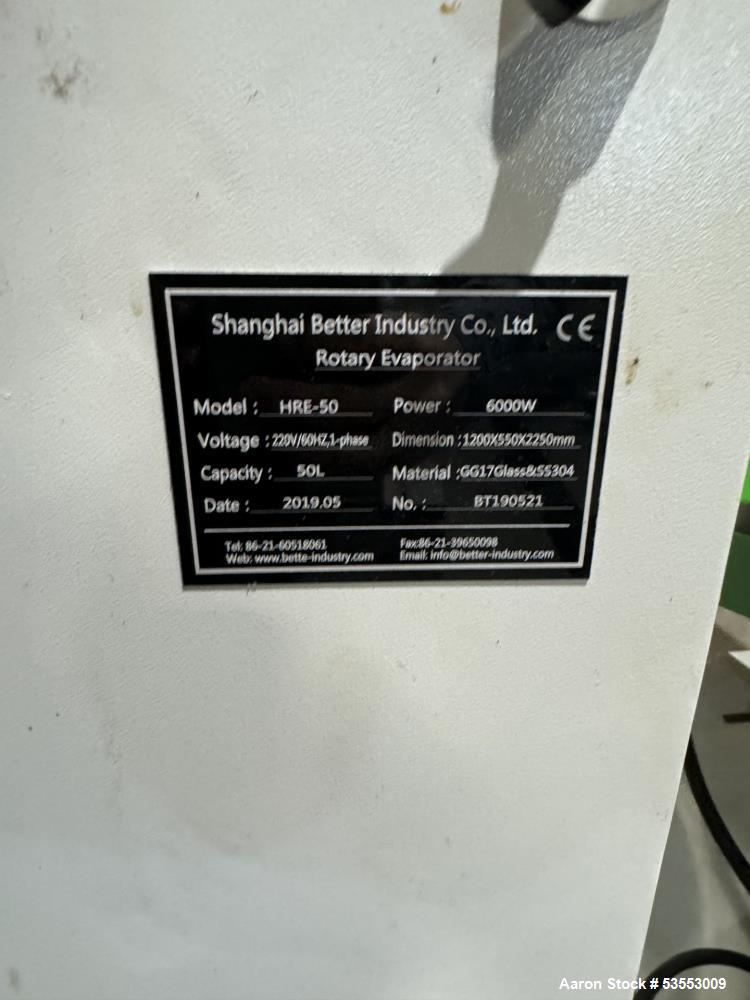 Shanghai Better Industry Co., Ltd. CE
Rotary Evaporator
Model : HRE-50 Power : 6000W
Voltage : 220V/60HZ,1-phase Dimension :1200X550X2250mm
Capacity : 50L Material :GG17Glass&SS304
Date : 2019.05 No. : BT190521
Tel: 86-21-60518061 Fax:86-21-39650098
Web: www.bette-industry.com Email: info@better-industry.com
Aaron Stock # 53553009